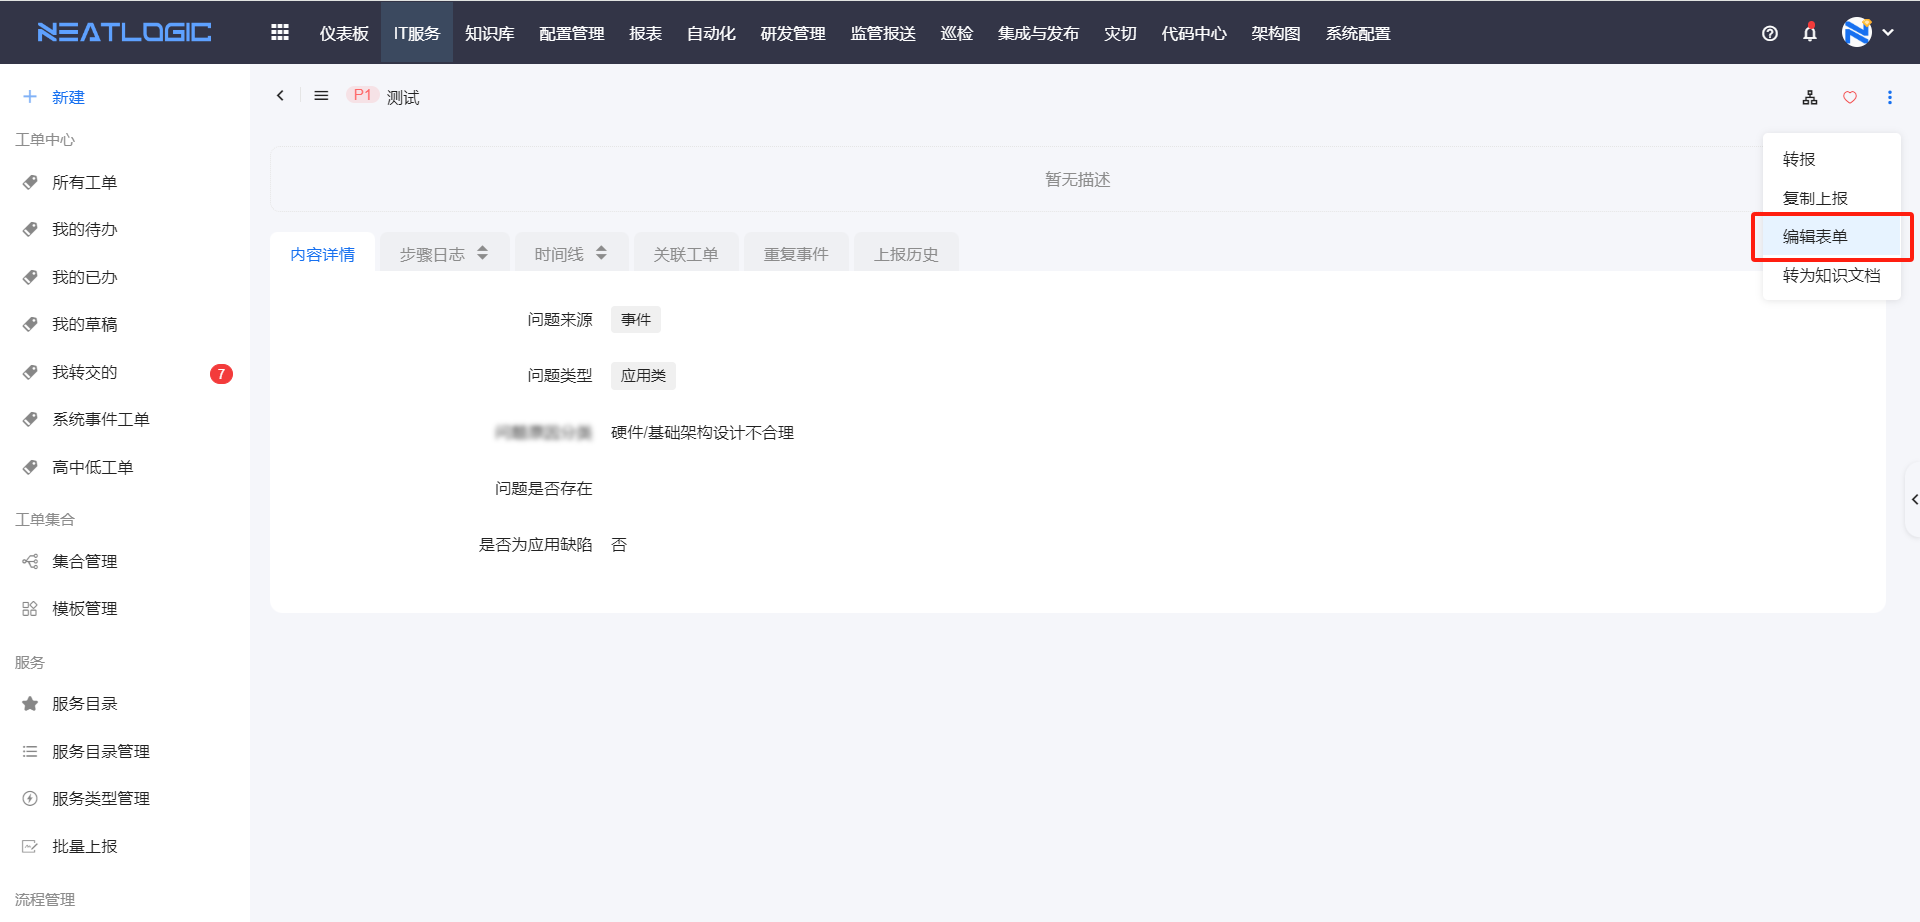 NEATLOGIC
仪表板 IT服务 知识库 配置管理 报表 自动化 研发管理 监管报送 巡检 集成与发布 灾切 代码中心 架构图 系统配置
新建
工单中心
所有工单
我的待办
我的已办
我的草稿
我转交的 7
系统事件工单
高中低工单
工单集合
集合管理
模板管理
服务
服务目录
服务目录管理
服务类型管理
批量上报
流程管理
P1 测试
暂无描述
转报
复制上报
编辑表单
转为知识文档
内容详情 步骤日志 时间线 关联工单 重复事件 上报历史
问题来源 事件
问题类型 应用类
硬件/基础架构设计不合理
问题是否存在
是否为应用缺陷 否